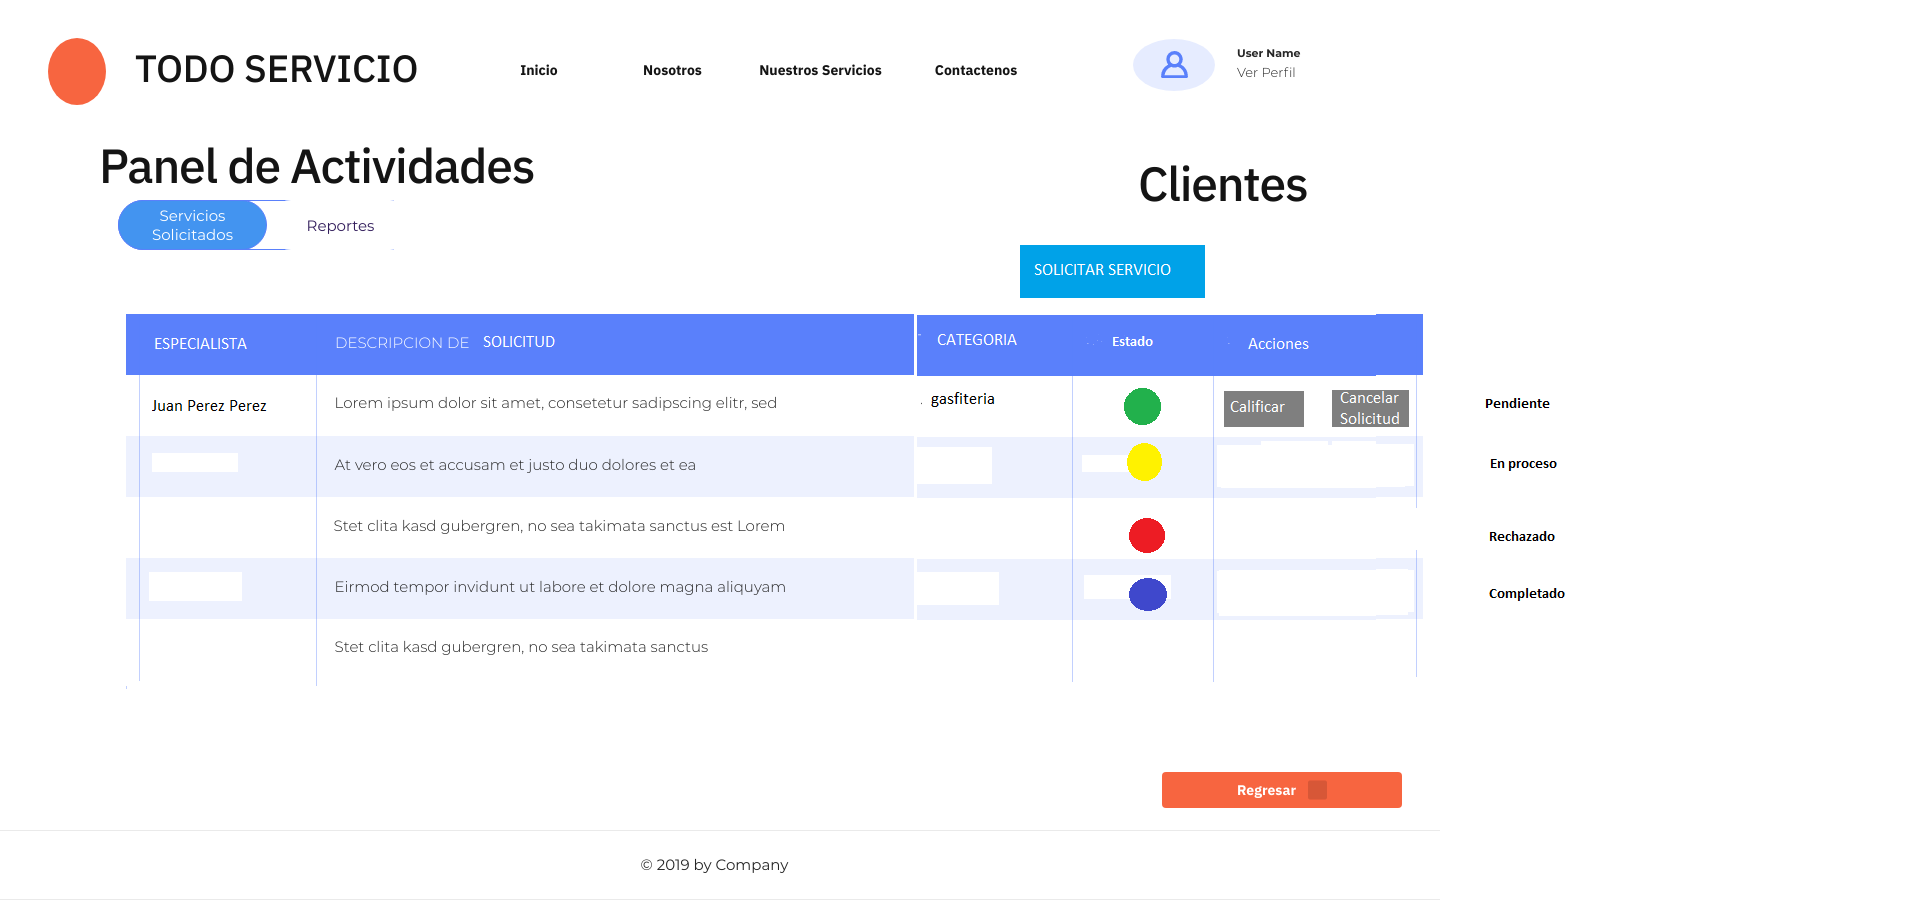 TODO SERVICIO
Inicio
Nosotros
Nuestros Servicios
Contactenos
User Name
Ver Perfil
Panel de Actividades
Clientes
Servicios
Solicitados
Reportes
SOLICITAR SERVICIO
ESPECIALISTA
DESCRIPCION DE SOLICITUD
CATEGORIA
Estado
Acciones
Juan Perez Perez
Lorem ipsum dolor sit amet, consetetur sadipscing elitr, sed
gasfiteria
Calificar
Cancelar
Solicitud
Pendiente
At vero eos et accusam et justo duo dolores et ea
En proceso
Stet clita kasd gubergren, no sea takimata sanctus est Lorem
Rechazado
Eirmod tempor invidunt ut labore et dolore magna aliquyam
Completado
Stet clita kasd gubergren, no sea takimata sanctus
Regresar
© 2019 by Company